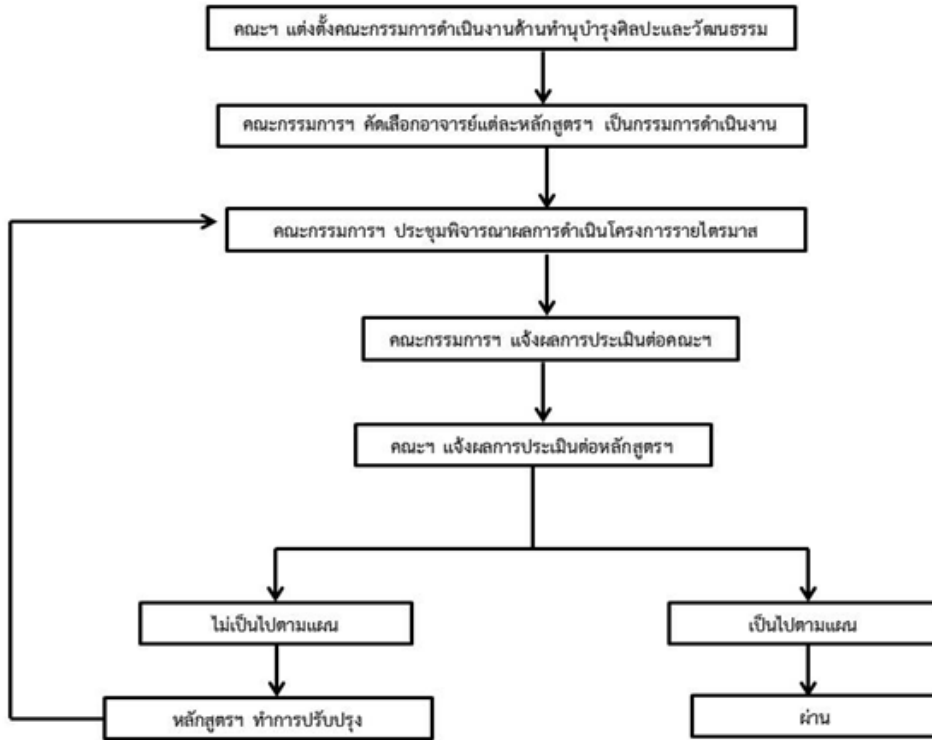 คณะฯ แต่งตั้งคณะกรรมการดำเนินงานด้านทำนุบำรุงศิลปะและวัฒนธรรม
คณะกรรมการฯ คัดเลือกอาจารย์แต่ละหลักสูตรฯ เป็นกรรมการดำเนินงาน
คณะกรรมการฯ ประชุมพิจารณาผลการดำเนินโครงการรายไตรมาส
คณะกรรมการฯ แจ้งผลการประเมินต่อคณะฯ
คณะฯ แจ้งผลการประเมินต่อหลักสูตรฯ
ไม่เป็นไปตามแผน
เป็นไปตามแผน
หลักสูตรฯ ทำการปรับปรุง
ผ่าน